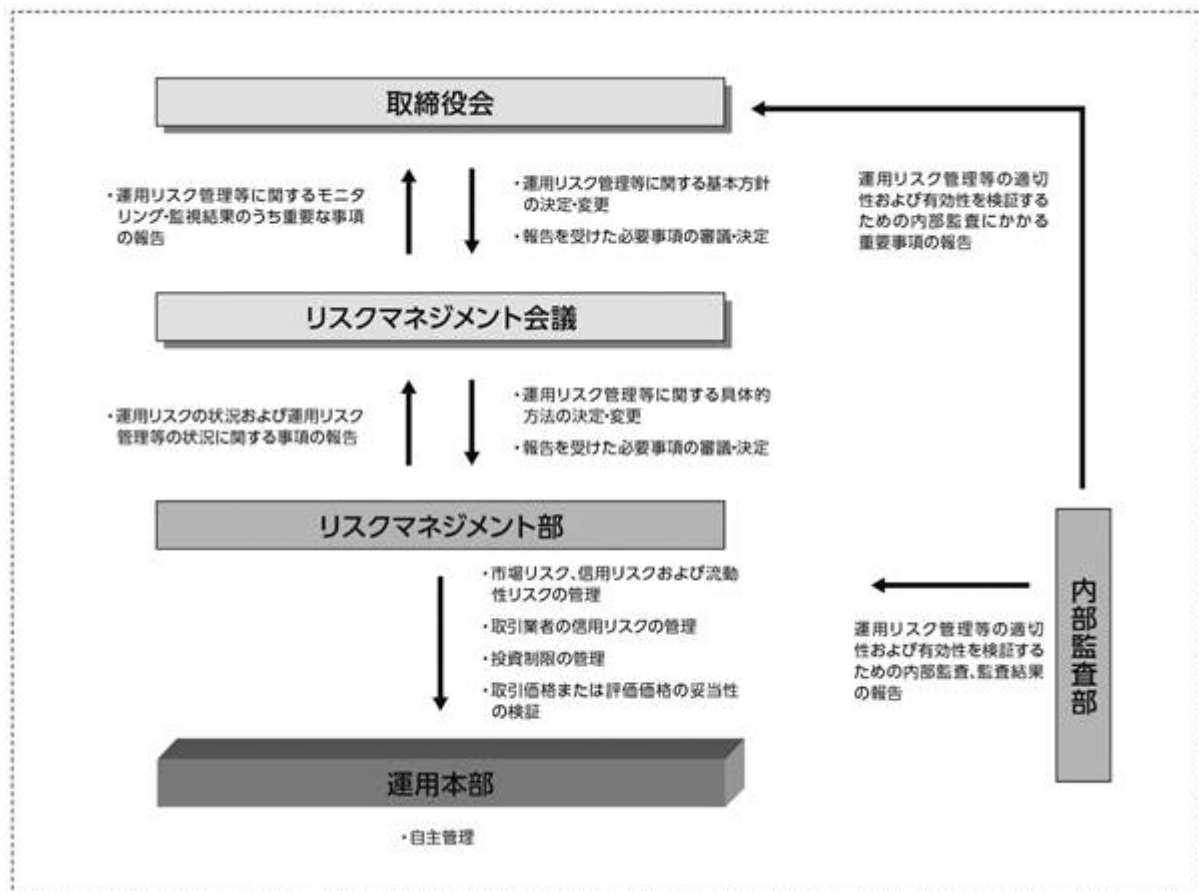 取締役会
・運用リスク管理等に関するモニタ
リング・監視結果のうち重要な事項
の報告
・運用リスク管理等に関する基本方針
の決定・変更
・報告を受けた必要事項の審議・決定
運用リスク管理等の適切
性および有効性を検証する
ための内部監査にかかる
重要事項の報告
リスクマネジメント会議
・運用リスクの状況および運用リスク
管理等の状況に関する事項の報告
・運用リスク管理等に関する具体的
方法の決定・変更
・報告を受けた必要事項の審議・決定
リスクマネジメント部
・市場リスク、信用リスクおよび流動
性リスクの管理
・取引業者の信用リスクの管理
・投資制限の管理
・取引価格または評価価格の妥当性
の検証
運用リスク管理等の適切
性および有効性を検証する
ための内部監査、監査結果
の報告
内部監査部
運用本部
・自主管理